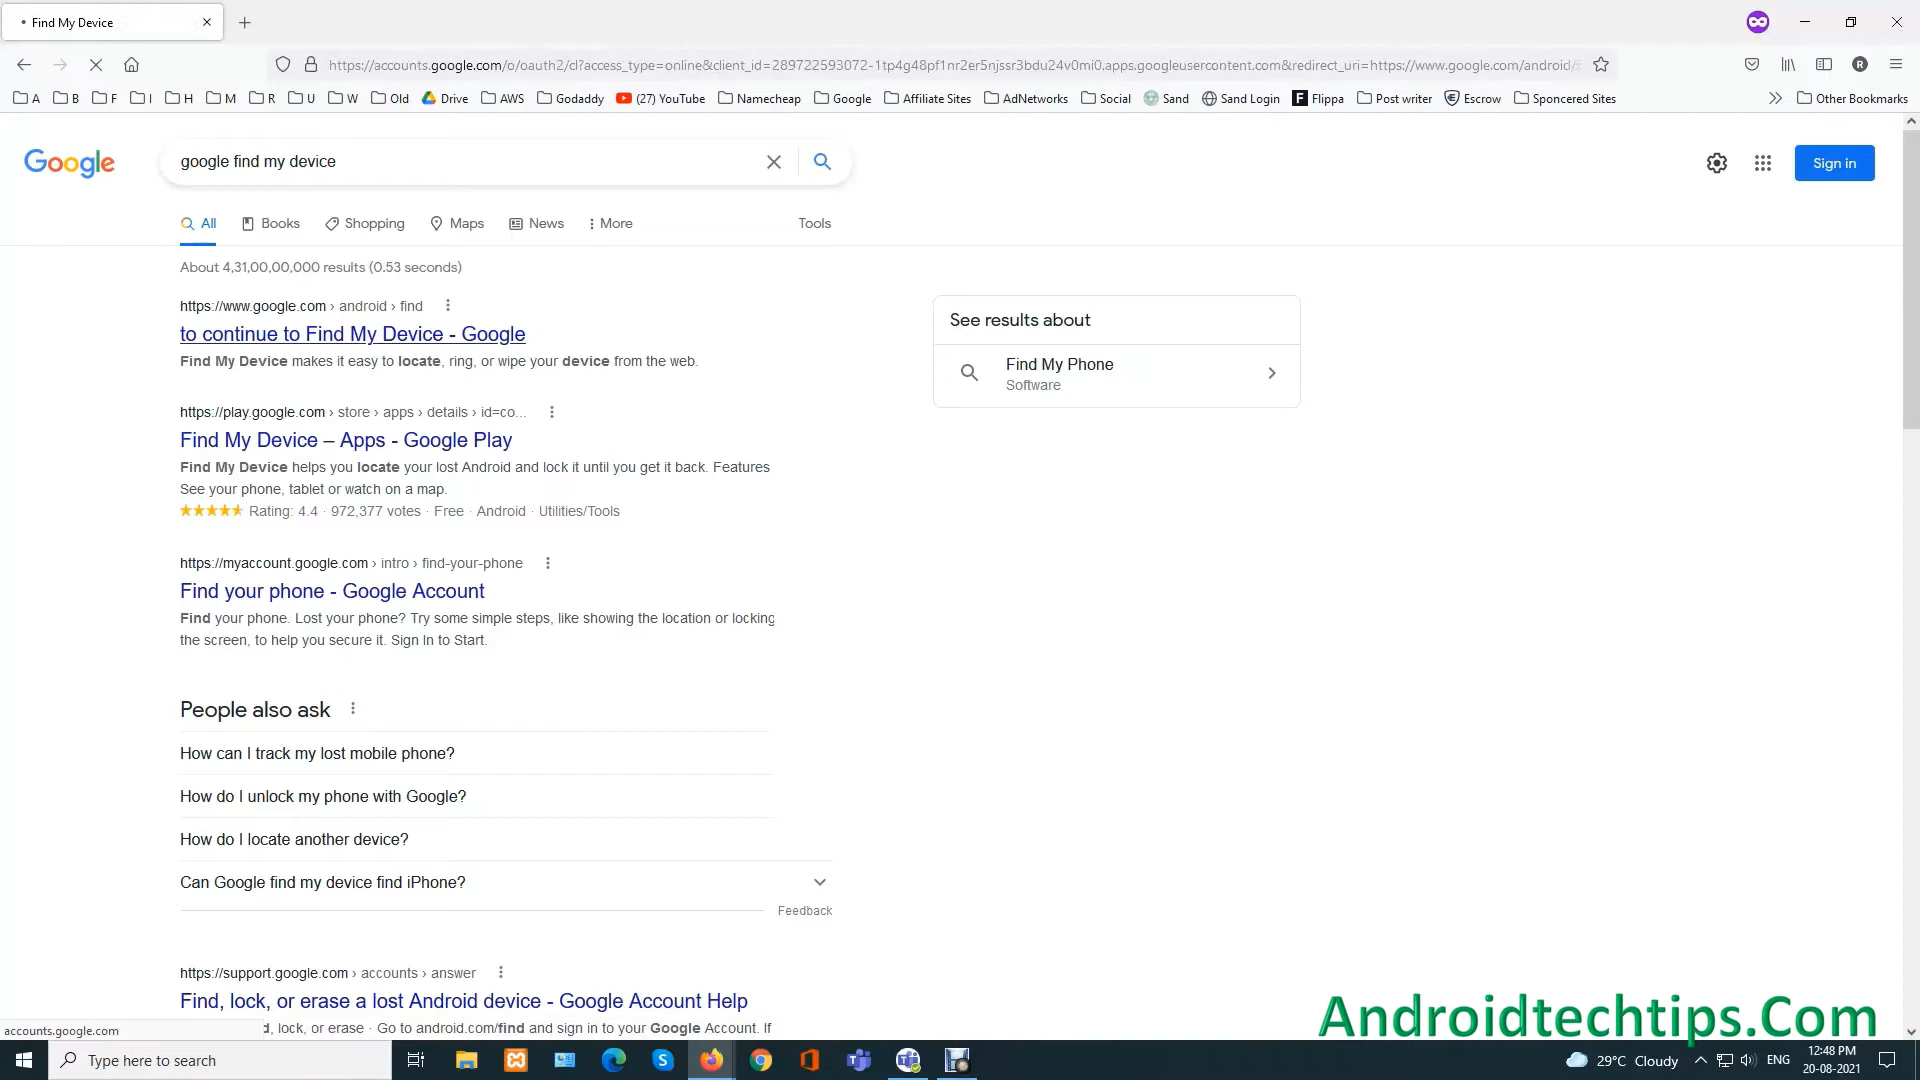 Find My Device
https://accounts.google.com/o/oauth2/cl?access_type=online&client_id=289722593072-1tp4g48pf1nr2er5njssr3bdu24v0mi0.apps.googleusercontent.com&redirect_uri=https://www.google.com/android/
A B F I H M R U W Old Drive AWS Godaddy (27) YouTube Namecheap Google Affiliate Sites AdNetworks Social Sand Sand Login Flippa Post writer Escrow Sponcered Sites Other Bookmarks
Google
google find my device
Sign in
All Books Shopping Maps News More Tools
About 4,31,00,00,000 results (0.53 seconds)
https://www.google.com › android › find
to continue to Find My Device - Google
Find My Device makes it easy to locate, ring, or wipe your device from the web.
See results about
Find My Phone
Software
https://play.google.com › store › apps › details › id=co...
Find My Device – Apps - Google Play
Find My Device helps you locate your lost Android and lock it until you get it back. Features
See your phone, tablet or watch on a map.
Rating: 4.4 · 972,377 votes · Free · Android · Utilities/Tools
https://myaccount.google.com › intro › find-your-phone
Find your phone - Google Account
Find your phone. Lost your phone? Try some simple steps, like showing the location or locking
the screen, to help you secure it. Sign In to Start.
People also ask
How can I track my lost mobile phone?
How do I unlock my phone with Google?
How do I locate another device?
Can Google find my device find iPhone?
Feedback
https://support.google.com › accounts › answer
Find, lock, or erase a lost Android device - Google Account Help
lock, or erase · Go to android.com/find and sign in to your Google Account. If
accounts.google.com
Androidtechtips.Com
Type here to search
29°C Cloudy
ENG
12:48 PM
20-08-2021